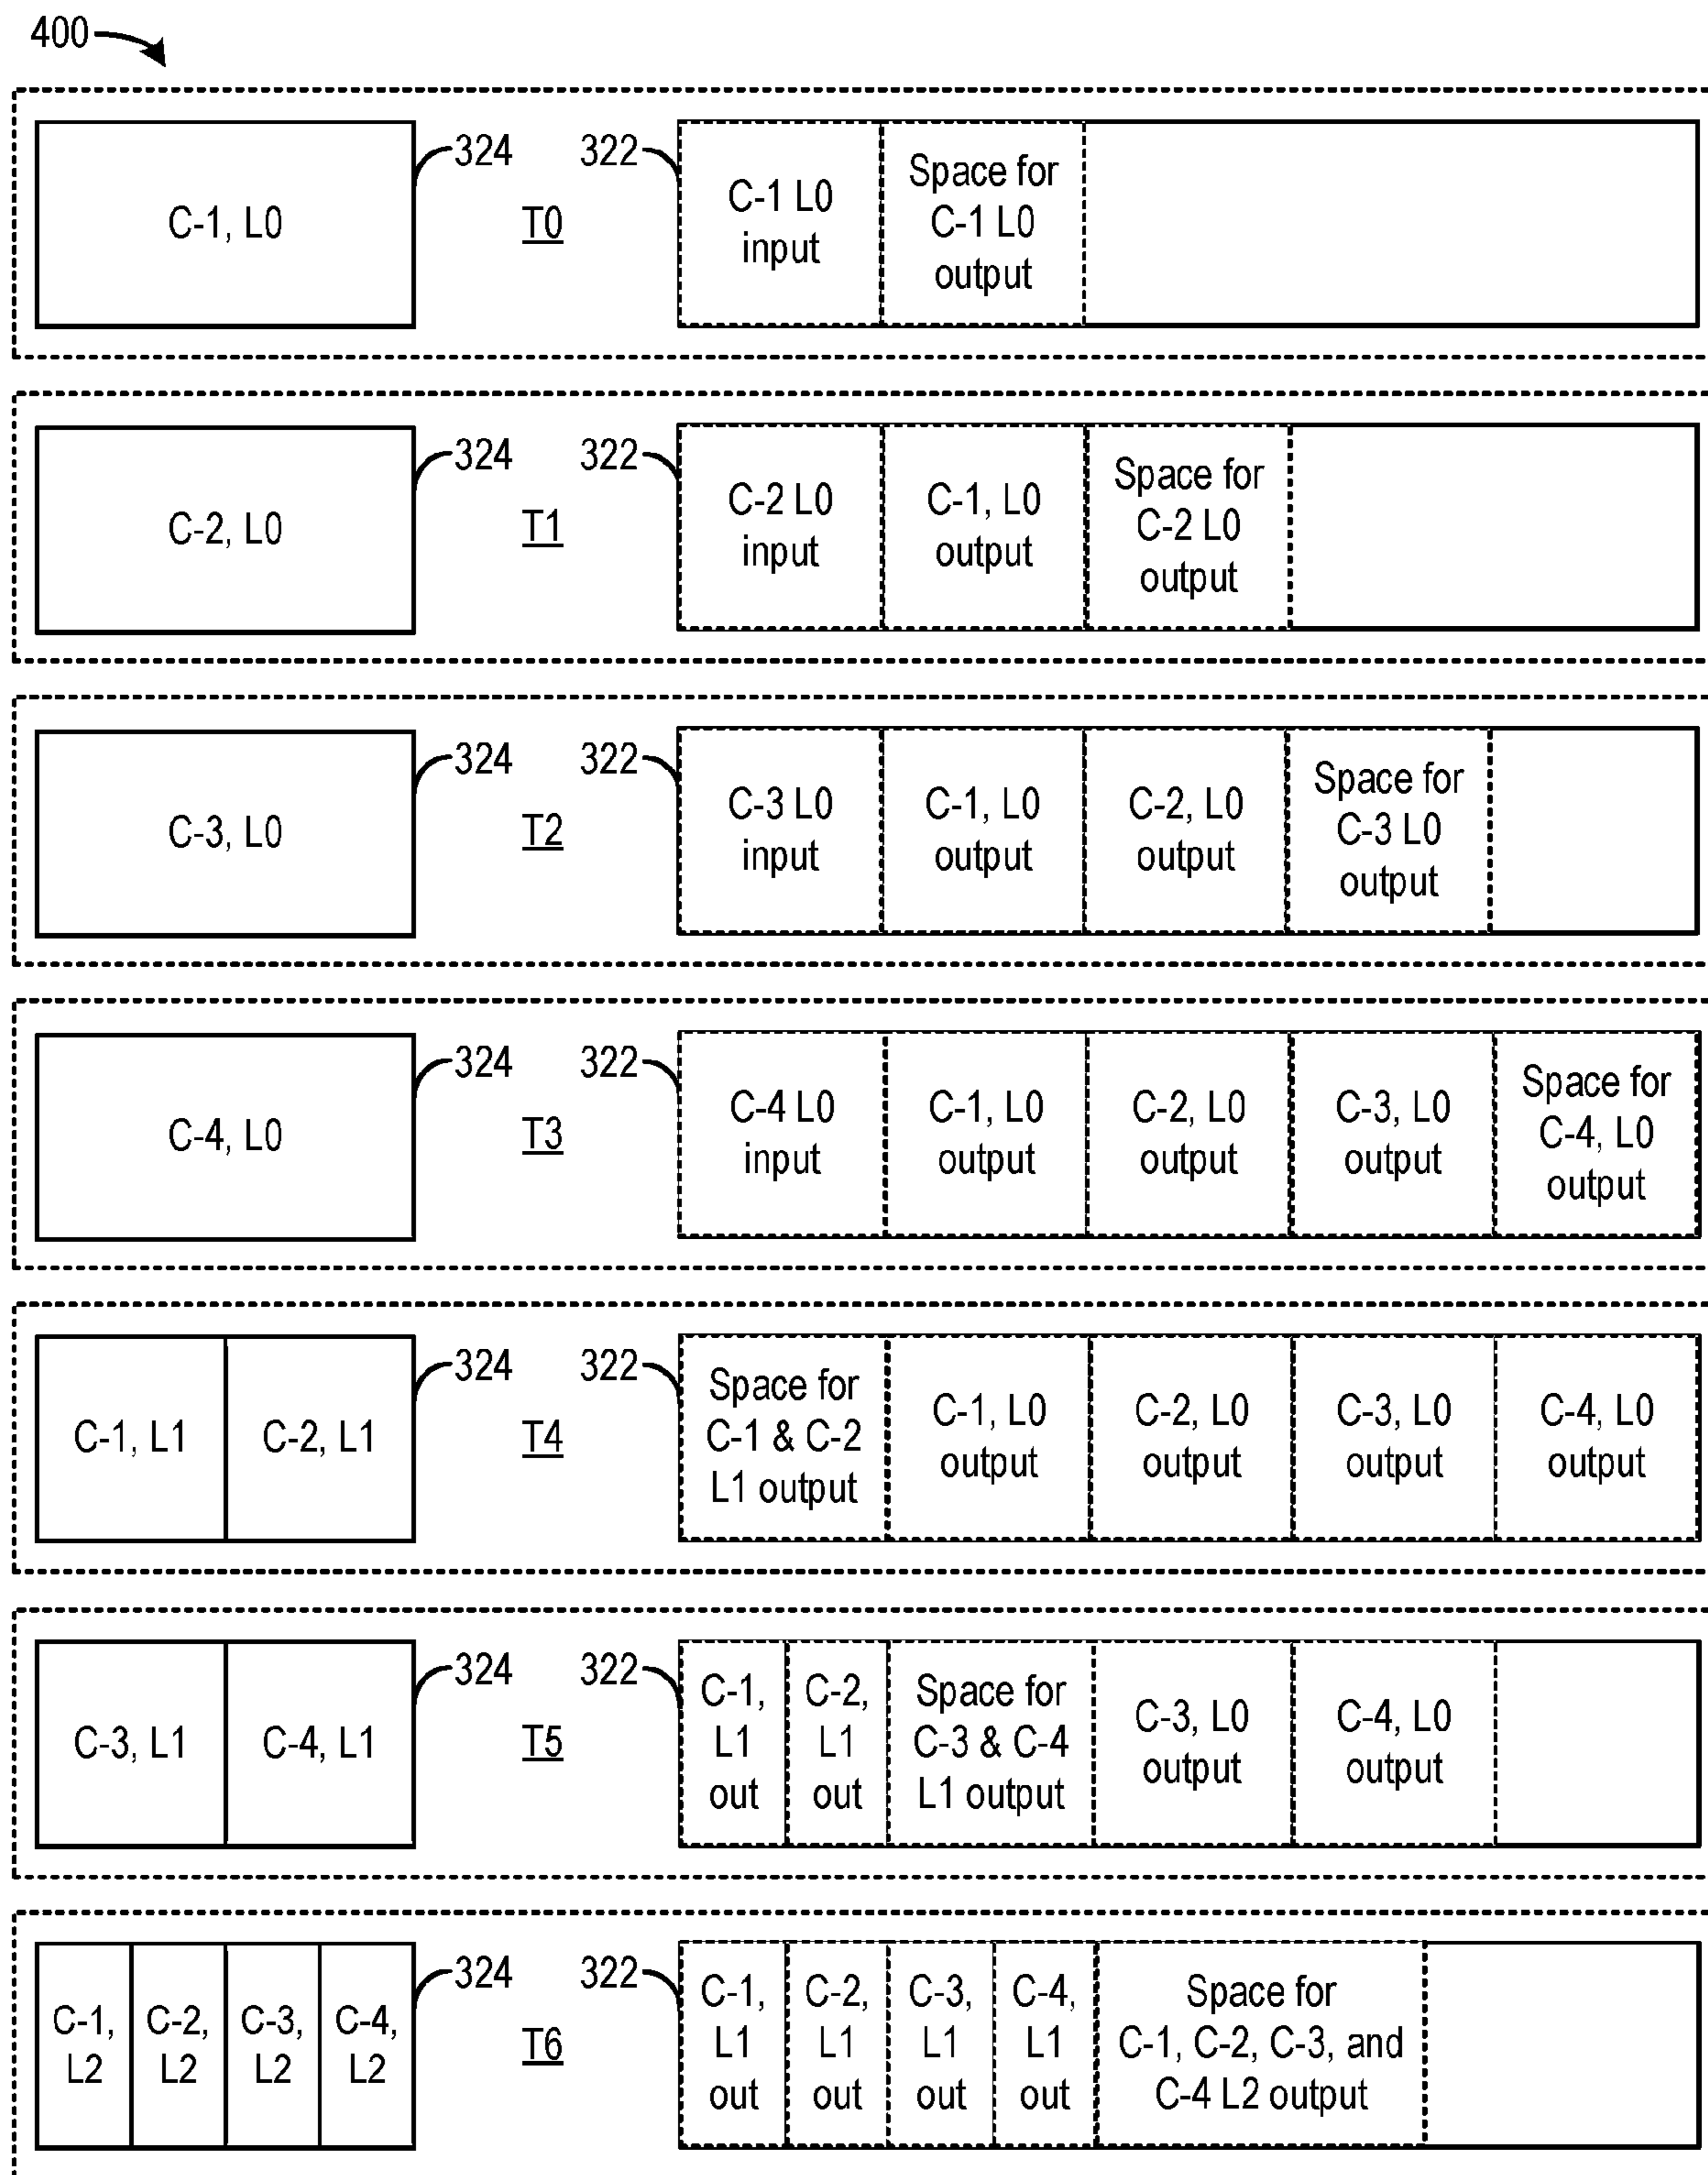 400
C-1, L0
324
T0
322
C-1 L0
input
Space for
C-1 L0
output
C-2, L0
324
T1
322
C-2 L0
input
C-1, L0
output
Space for
C-2 L0
output
C-3, L0
324
T2
322
C-3 L0
input
C-1, L0
output
C-2, L0
output
Space for
C-3 L0
output
C-4, L0
324
T3
322
C-4 L0
input
C-1, L0
output
C-2, L0
output
C-3, L0
output
Space for
C-4, L0
output
C-1, L1
C-2, L1
324
T4
322
Space for
C-1 & C-2
L1 output
C-1, L0
output
C-2, L0
output
C-3, L0
output
C-4, L0
output
C-3, L1
C-4, L1
324
T5
322
C-1,
L1
out
C-2,
L1
out
Space for
C-3 & C-4
L1 output
C-3, L0
output
C-4, L0
output
C-1,
L2
C-2,
L2
C-3,
L2
C-4,
L2
324
T6
322
C-1,
L1
out
C-2,
L1
out
C-3,
L1
out
C-4,
L1
out
Space for
C-1, C-2, C-3, and
C-4 L2 output